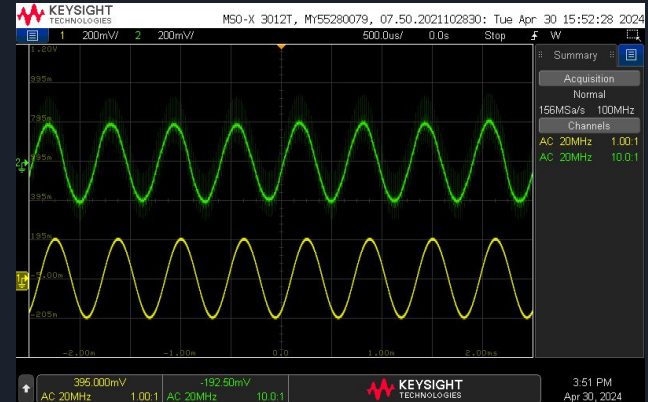 KEYSIGHT
TECHNOLOGIES
MSO-X 3012T, MY55280079, 07.50.2021102830: Tue Apr 30 15:52:28 2024
1 200mV/ 2 200mV/ 500.0us/ 0.0s Stop W
1.20V
995m
795m
595m
395m
195m
-5.00m
-205m
-2.00m -1.00m 0.0 1.00m 2.00ms
2
1
Summary
Acquisition
Normal
156MSa/s 100MHz
Channels
AC 20MHz 1.00:1
AC 20MHz 10.0:1
395.000mV
AC 20MHz 1.00:1
-192.50mV
AC 20MHz 10.0:1
KEYSIGHT
TECHNOLOGIES
3:51 PM
Apr 30, 2024